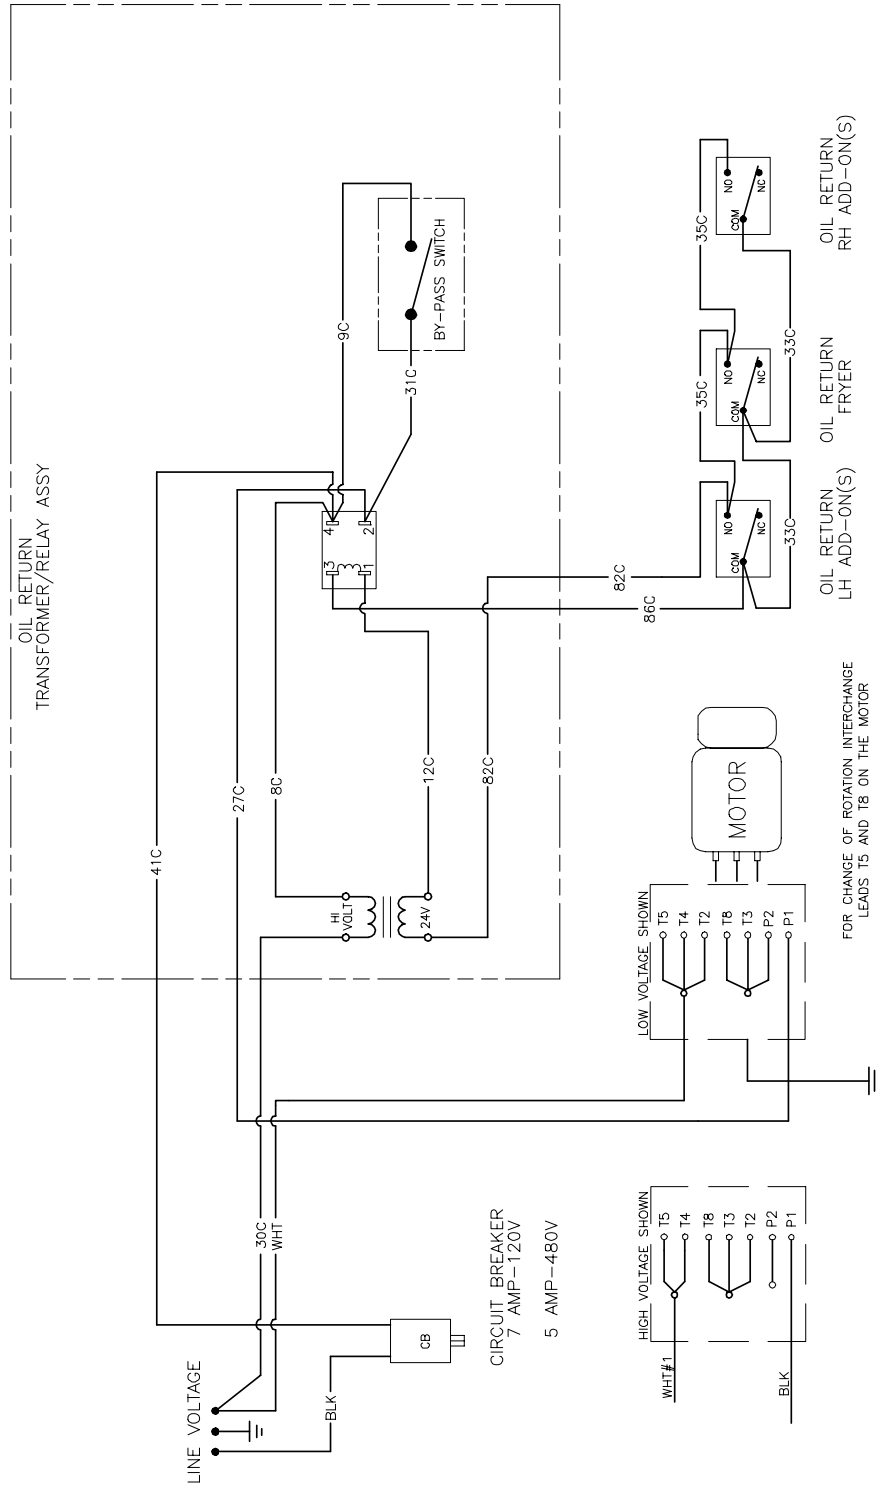 OIL RETURN
TRANSFORMER/RELAY ASSY
41C
27C
8C
9C
31C
BY-PASS SWITCH
4
2
3
1
12C
82C
HI
VOLT
24V
30C
WHT
LINE VOLTAGE
BLK
CB
CIRCUIT BREAKER
7 AMP-120V
5 AMP-480V
82C
86C
35C
35C
33C
33C
NO
COM
NC
OIL RETURN
LH ADD-ON(S)
NO
COM
NC
OIL RETURN
FRYER
NO
COM
NC
OIL RETURN
RH ADD-ON(S)
MOTOR
LOW VOLTAGE SHOWN
T5
T4
T2
T8
T3
P2
P1
FOR CHANGE OF ROTATION INTERCHANGE
LEADS T5 AND T8 ON THE MOTOR
HIGH VOLTAGE SHOWN
T5
T4
T8
T3
T2
P2
P1
WHT#1
BLK